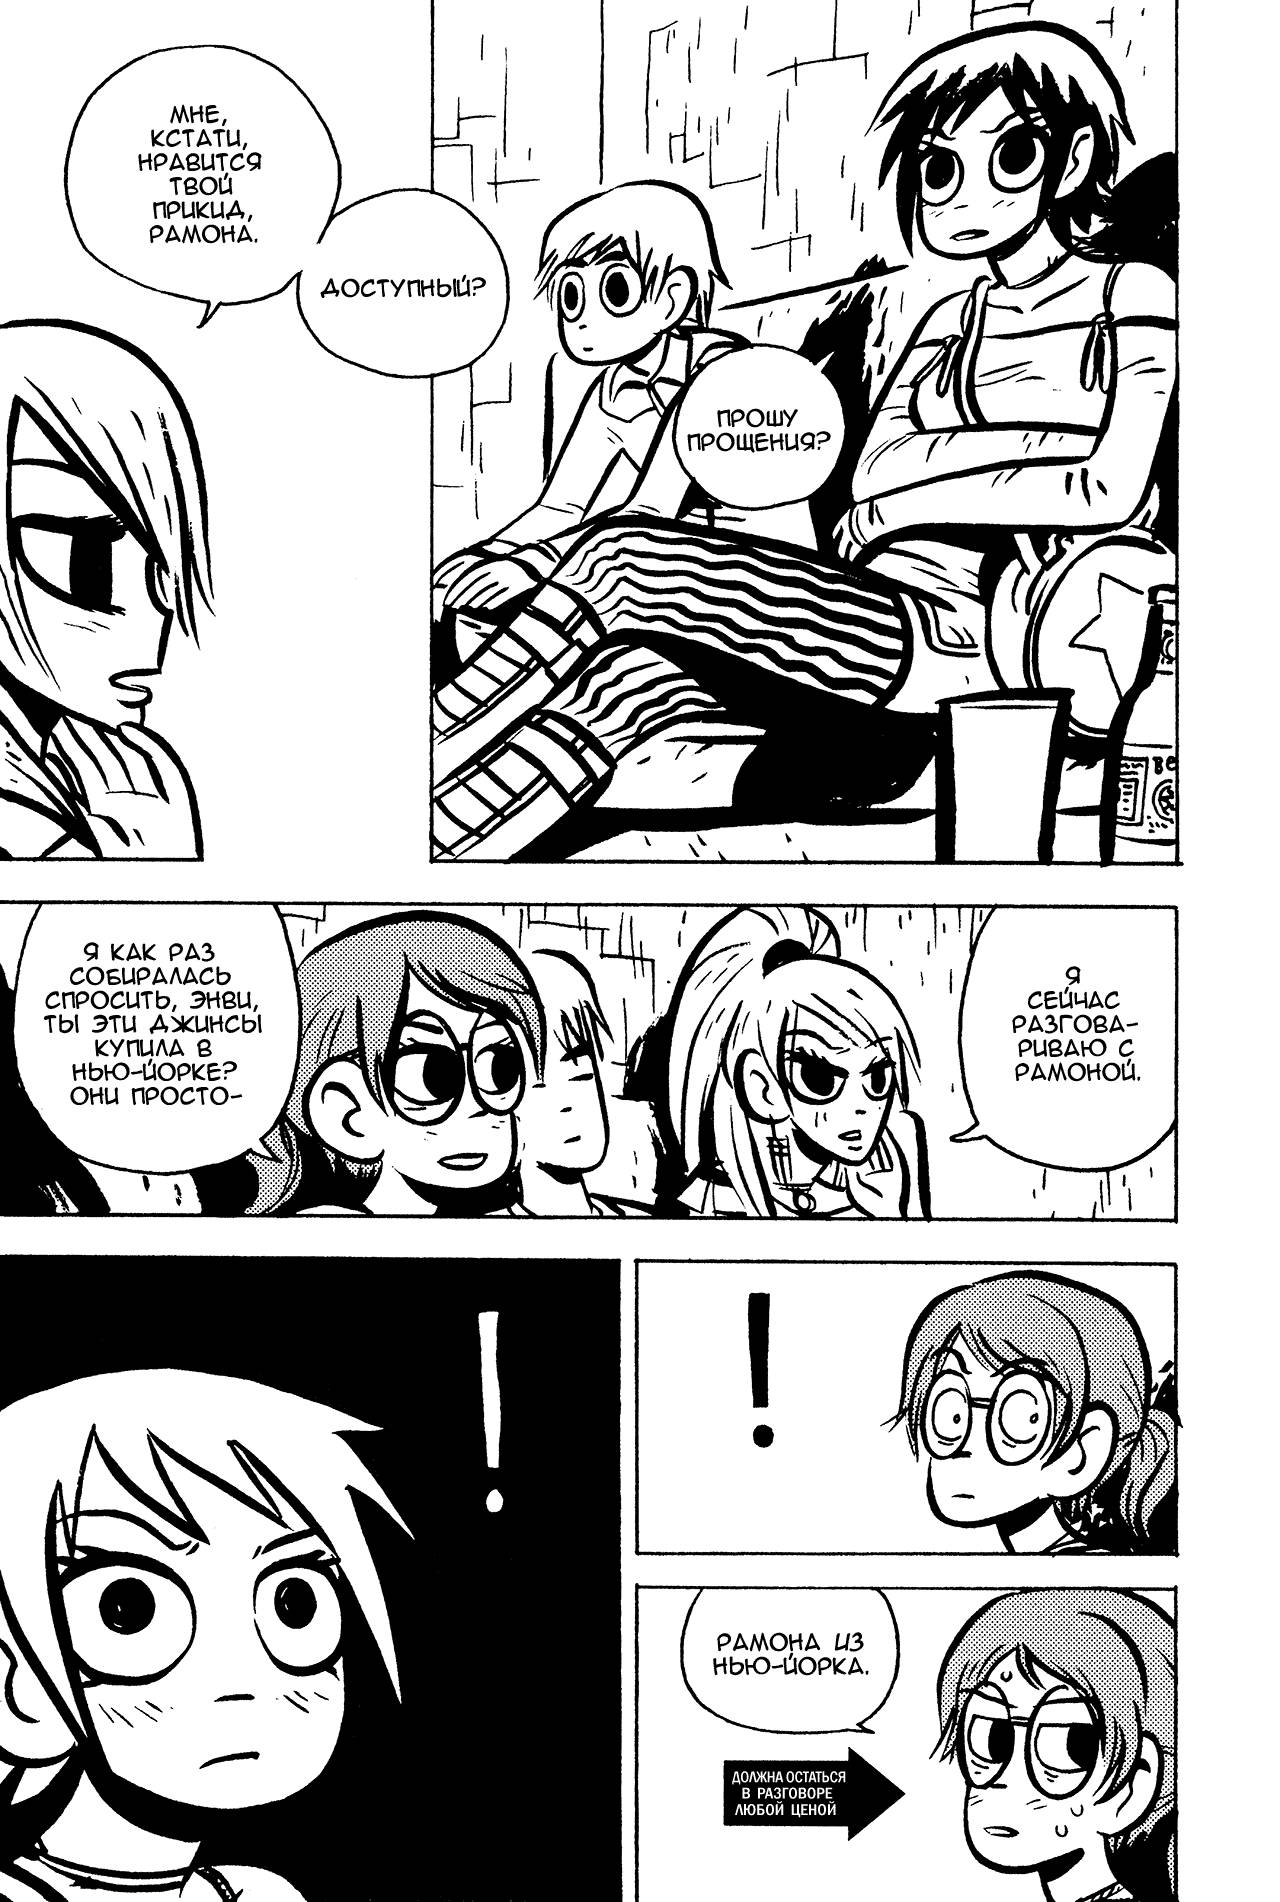 МНЕ,
КСТАТИ,
НРАВИТСЯ
ТВОЙ
ПРИКИД,
РАМОНА.
ДОСТУПНЫЙ?
ПРОШУ
ПРОЩЕНИЯ?
BE
Я КАК РАЗ
СОБИРАЛАСЬ
СПРОСИТЬ, ЭНВИ,
ТЫ ЭТИ ДЖИНСЫ
КУПИЛА В
НЬЮ-ЙОРКЕ?
ОНИ ПРОСТО-
Я
СЕЙЧАС
РАЗГОВА-
РИВАЮ С
РАМОНОЙ.
!
!
РАМОНА ИЗ
НЬЮ-ЙОРКА.
ДОЛЖНА ОСТАТЬСЯ
В РАЗГОВОРЕ
ЛЮБОЙ ЦЕНОЙ